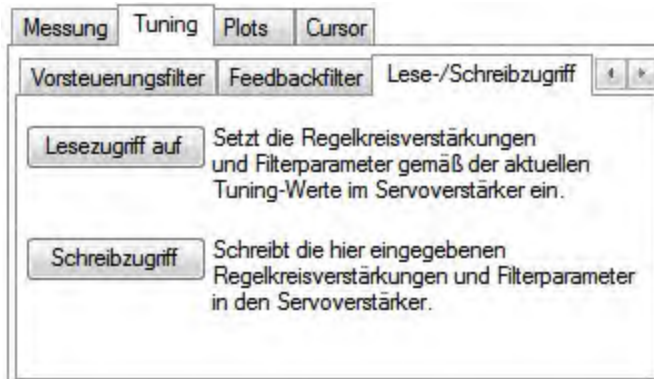 Messung Tuning Plots Cursor
Vorsteuerungsfilter Feedbackfilter Lese-/Schreibzugriff
Lesezugriff auf
Setzt die Regelkreisverstärkungen
und Filterparameter gemäß der aktuellen
Tuning-Werte im Servoverstärker ein.
Schreibzugriff
Schreibt die hier eingegebenen
Regelkreisverstärkungen und Filterparameter
in den Servoverstärker.